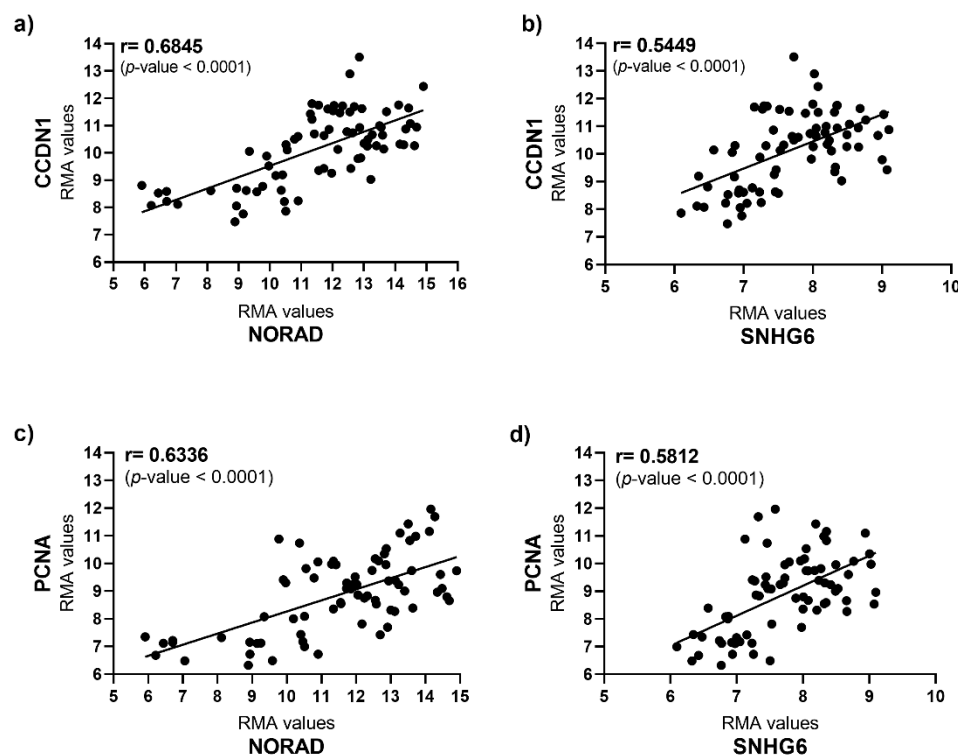 a)
r= 0.6845
(p-value < 0.0001)
CCDN1
RMA values
14
13
12
11
10
9
8
7
6
5 6 7 8 9 10 11 12 13 14 15 16
RMA values
NORAD
b)
r= 0.5449
(p-value < 0.0001)
CCDN1
RMA values
14
13
12
11
10
9
8
7
6
5 6 7 8 9 10
RMA values
SNHG6
c)
r= 0.6336
(p-value < 0.0001)
PCNA
RMA values
14
13
12
11
10
9
8
7
6
5 6 7 8 9 10 11 12 13 14 15
RMA values
NORAD
d)
r= 0.5812
(p-value < 0.0001)
PCNA
RMA values
14
13
12
11
10
9
8
7
6
5 6 7 8 9 10
RMA values
SNHG6